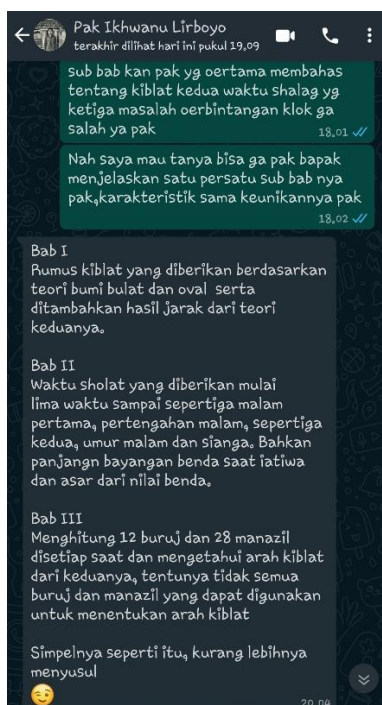 Pak Ikhwanu Lirboyo
terakhir dilihat hari ini pukul 19.09
sub bab kan pak yg oertama membahas
tentang kiblat kedua waktu shalag yg
ketiga masalah oerbintangan klok ga
salah ya pak
18.01
Nah saya mau tanya bisa ga pak bapak
menjelaskan satu persatu sub bab nya
pak,karakteristik sama keunikannya pak
18.02
Bab I
Rumus kiblat yang diberikan berdasarkan
teori bumi bulat dan oval serta
ditambahkan hasil jarak dari teori
keduanya.
Bab II
Waktu sholat yang diberikan mulai
lima waktu sampai sepertiga malam
pertama, pertengahan malam, sepertiga
kedua, umur malam dan sianga. Bahkan
panjangn bayangan benda saat iatiwa
dan asar dari nilai benda.
Bab III
Menghitung 12 buruj dan 28 manazil
disetiap saat dan mengetahui arah kiblat
dari keduanya, tentunya tidak semua
buruj dan manazil yang dapat digunakan
untuk menentukan arah kiblat
Simpelnya seperti itu, kurang lebihnya
menyusul
20.04